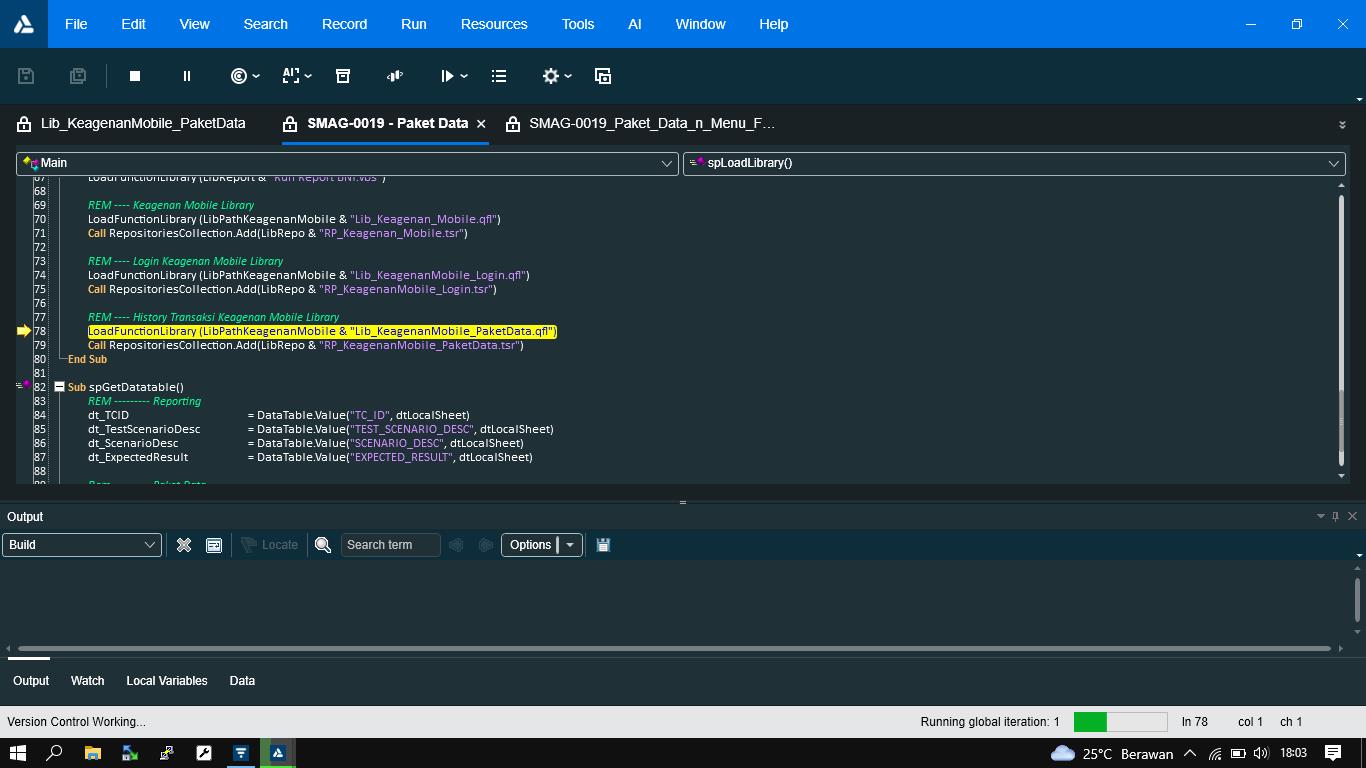 File Edit View Search Record Run Resources Tools AI Window Help
Lib_KeagenanMobile_PaketData SMAG-0019 - Paket Data SMAG-0019_Paket_Data_n_Menu_F...
Main spLoadLibrary()
67 LoadFunctionLibrary (LibReport & "Run Report BNI.vbs")
68
69 REM ---- Keagenan Mobile Library
70 LoadFunctionLibrary (LibPathKeagenanMobile & "Lib_Keagenan_Mobile.qfl")
71 Call RepositoriesCollection.Add(LibRepo & "RP_Keagenan_Mobile.tsr")
72
73 REM ---- Login Keagenan Mobile Library
74 LoadFunctionLibrary (LibPathKeagenanMobile & "Lib_KeagenanMobile_Login.qfl")
75 Call RepositoriesCollection.Add(LibRepo & "RP_KeagenanMobile_Login.tsr")
76
77 REM ---- History Transaksi Keagenan Mobile Library
78 LoadFunctionLibrary (LibPathKeagenanMobile & "Lib_KeagenanMobile_PaketData.qfl")
79 Call RepositoriesCollection.Add(LibRepo & "RP_KeagenanMobile_PaketData.tsr")
80 End Sub
81
82 Sub spGetDatatable()
83 REM --------- Reporting
84 dt_TCID = DataTable.Value("TC_ID", dtLocalSheet)
85 dt_TestScenarioDesc = DataTable.Value("TEST_SCENARIO_DESC", dtLocalSheet)
86 dt_ScenarioDesc = DataTable.Value("SCENARIO_DESC", dtLocalSheet)
87 dt_ExpectedResult = DataTable.Value("EXPECTED_RESULT", dtLocalSheet)
88
Output
Build Locate Search term Options
Output Watch Local Variables Data
Version Control Working... Running global iteration: 1 ln 78 col 1 ch 1
25°C Berawan 18:03